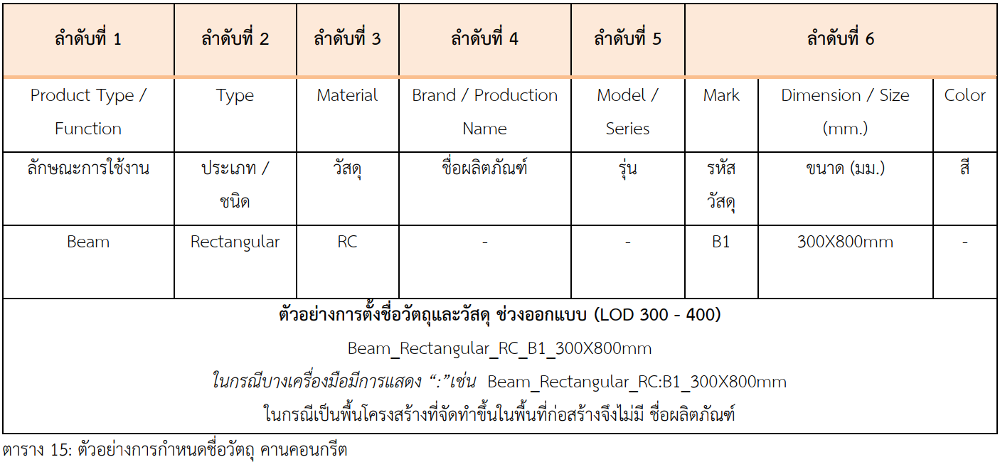 ลำดับที่ 1 ลำดับที่ 2 ลำดับที่ 3 ลำดับที่ 4 ลำดับที่ 5 ลำดับที่ 6
Product Type / Type Material Brand / Production Model / Mark Dimension / Size Color
Function Name Series (mm.)
ลักษณะการใช้งาน ประเภท / วัสดุ ชื่อผลิตภัณฑ์ รุ่น รหัส ขนาด (มม.) สี
ชนิด วัสดุ
Beam Rectangular RC - - B1 300X800mm -
ตัวอย่างการตั้งชื่อวัตถุและวัสดุ ช่วงออกแบบ (LOD 300 - 400)
Beam_Rectangular_RC_B1_300X800mm
ในกรณีบางเครื่องมือมีการแสดง “:”เช่น Beam_Rectangular_RC:B1_300X800mm
ในกรณีเป็นพื้นโครงสร้างที่จัดทำขึ้นในพื้นที่ก่อสร้างจึงไม่มี ชื่อผลิตภัณฑ์
ตาราง 15: ตัวอย่างการกำหนดชื่อวัตถุ คานคอนกรีต